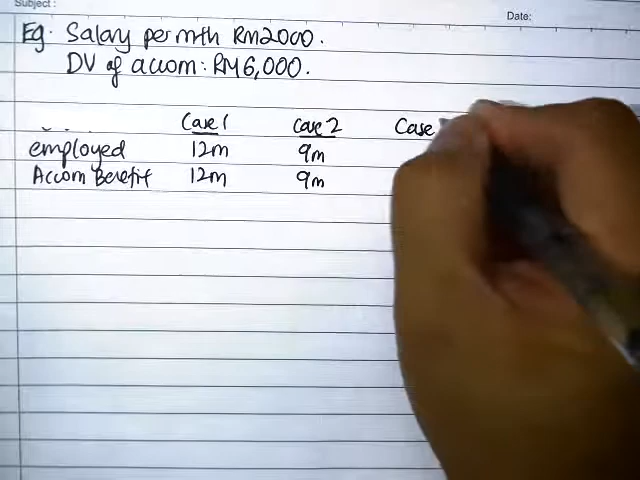 Subject :
Date:
Eg. Salary per mth Rm2000.
DV of accom: RM6,000.
Case 1 Case 2 Case
employed 12m 9m
Accom Benefit 12m 9m